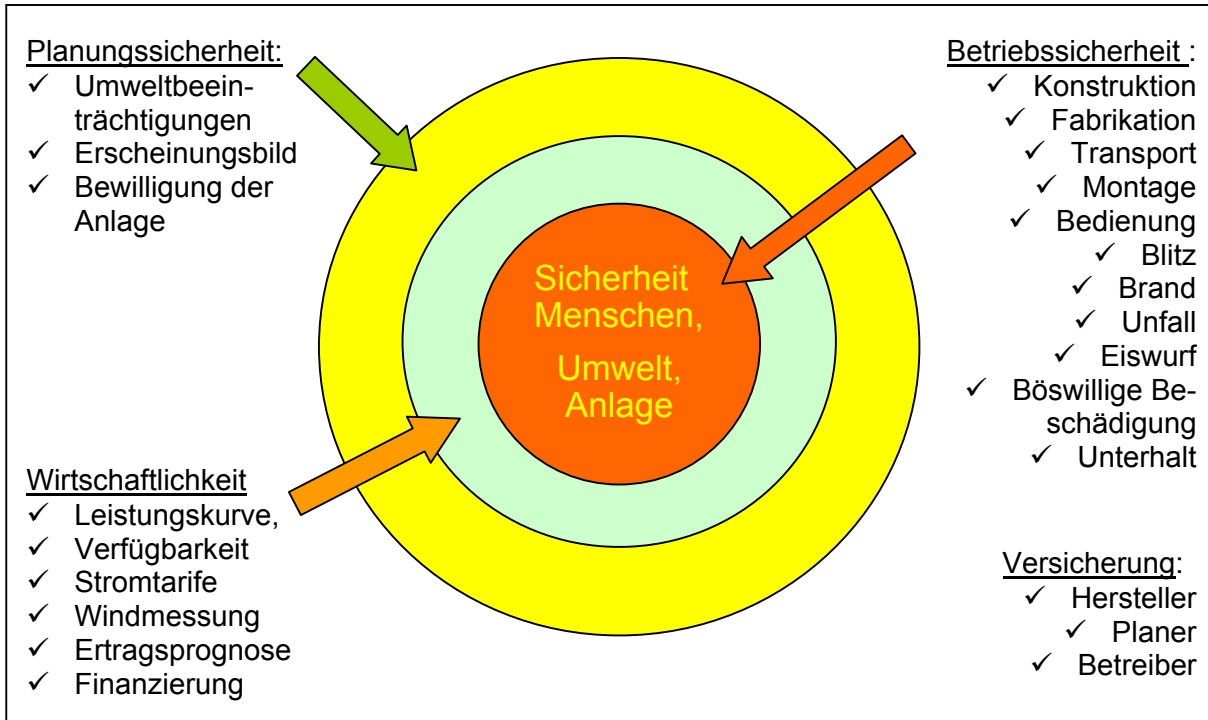 Planungssicherheit:
✓ Umweltbeein-
trächtigungen
✓ Erscheinungsbild
✓ Bewilligung der
Anlage
Wirtschaftlichkeit
✓ Leistungskurve,
✓ Verfügbarkeit
✓ Stromtarife
✓ Windmessung
✓ Ertragsprognose
✓ Finanzierung
Sicherheit
Menschen,
Umwelt,
Anlage
Betriebssicherheit :
✓ Konstruktion
✓ Fabrikation
✓ Transport
✓ Montage
✓ Bedienung
✓ Blitz
✓ Brand
✓ Unfall
✓ Eiswurf
✓ Böswillige Be-
schädigung
✓ Unterhalt
Versicherung:
✓ Hersteller
✓ Planer
✓ Betreiber